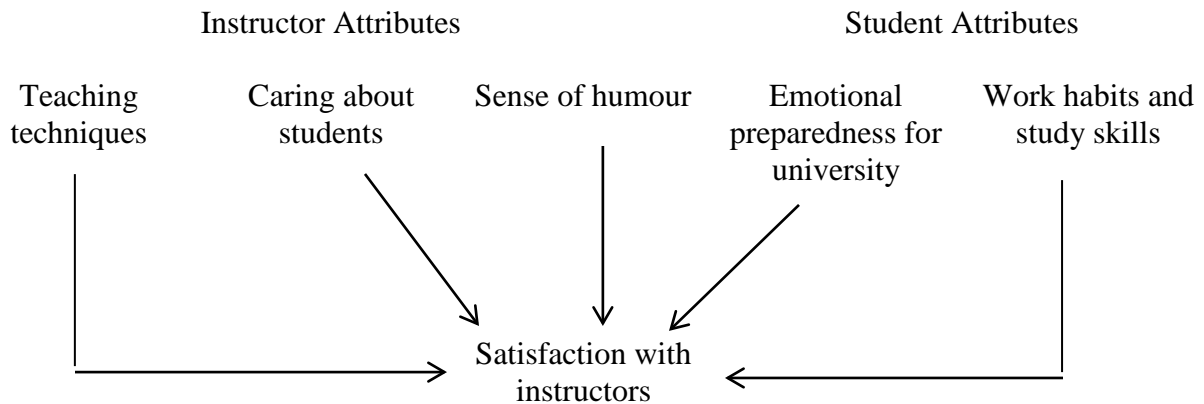 Instructor Attributes
Student Attributes
Teaching
techniques
Caring about
students
Sense of humour
Emotional
preparedness for
university
Work habits and
study skills
Satisfaction with
instructors